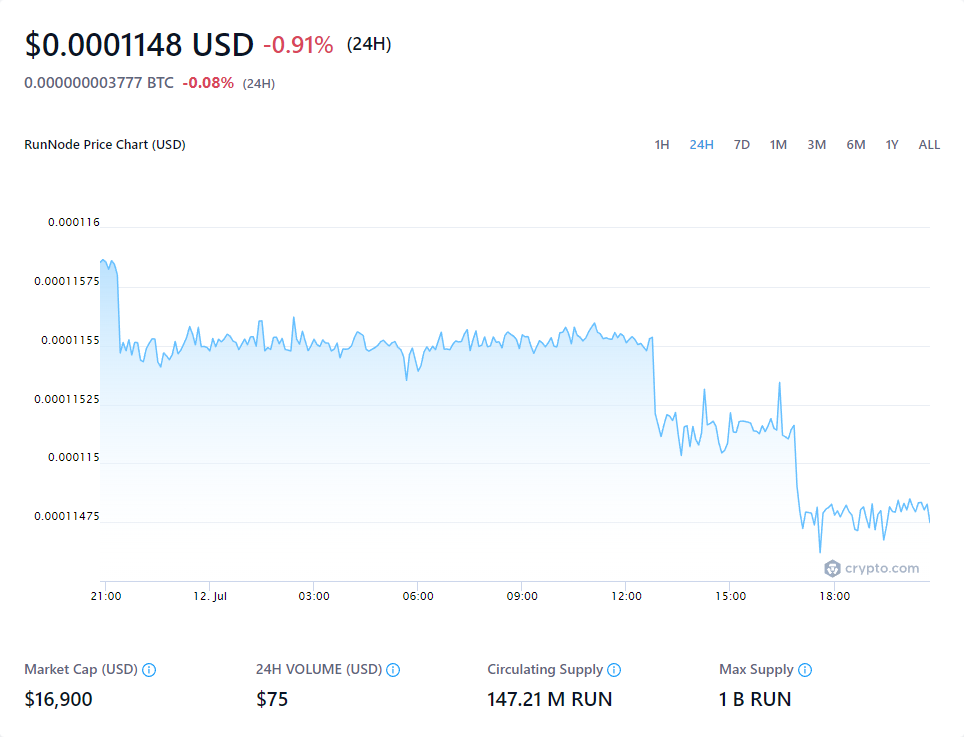 $0.0001148 USD -0.91% (24H)
0.000000003777 BTC -0.08% (24H)
RunNode Price Chart (USD)
1H 24H 7D 1M 3M 6M 1Y ALL
0.000116
0.00011575
0.0001155
0.00011525
0.000115
0.00011475
crypto.com
21:00 12. Jul 03:00 06:00 09:00 12:00 15:00 18:00
Market Cap (USD) 24H VOLUME (USD) Circulating Supply Max Supply
$16,900 $75 147.21 M RUN 1 B RUN